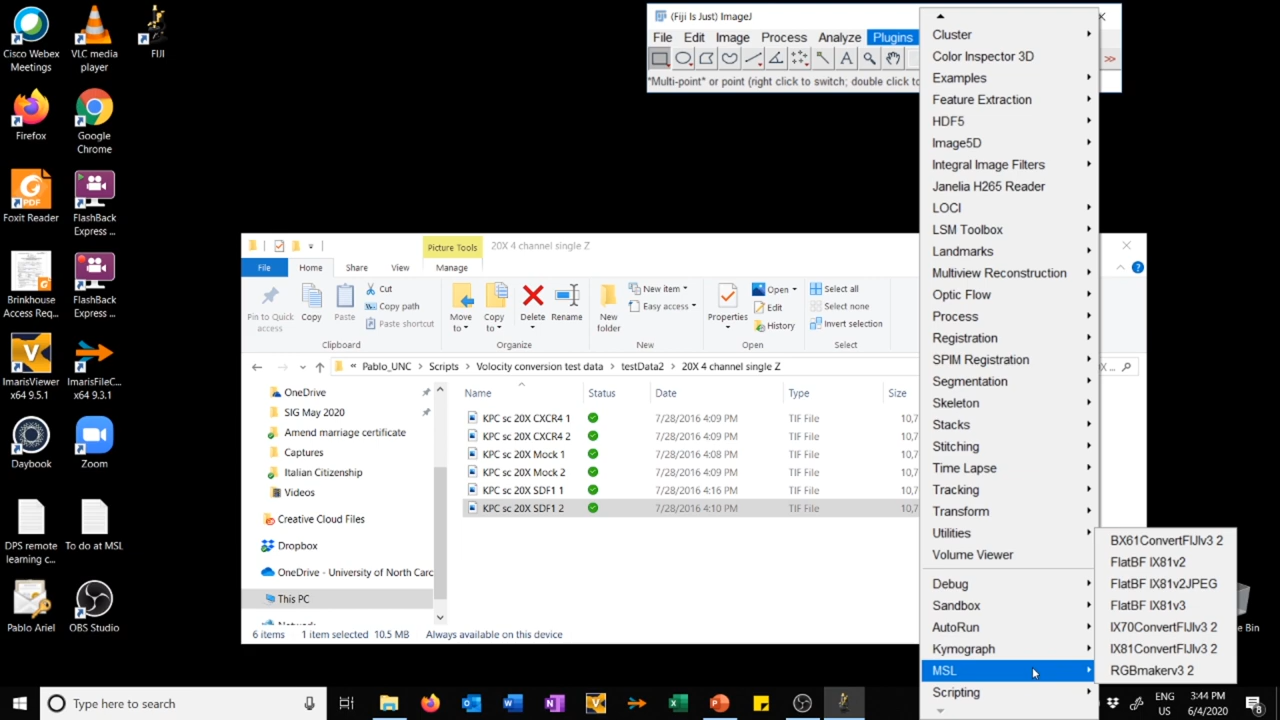 Cisco Webex
Meetings
VLC media
player
FIJI
Firefox
Google
Chrome
Foxit Reader
FlashBack
Express ...
Brinkhouse
Access Req...
FlashBack
Express ...
ImarisViewer
x64 9.5.1
ImarisFileC...
x64 9.3.1
Daybook
Zoom
DPS remote
learning c...
To do at MSL
Pablo Ariel
OBS Studio
(Fiji Is Just) ImageJ
File Edit Image Process Analyze Plugins
*Multi-point* or point (right click to switch; double click to
Picture Tools
20X 4 channel single Z
File Home Share View Manage
Pin to Quick
access
Copy
Paste
Cut
Copy path
Paste shortcut
Clipboard
Move
to
Copy
to
Delete
Rename
Organize
New
folder
New item
Easy access
New
Properties
Open
Edit
History
Open
Select all
Select none
Invert selection
Select
« Pablo_UNC > Scripts > Volocity conversion test data > testData2 > 20X 4 channel single Z
OneDrive
SIG May 2020
Amend marriage certificate
Captures
Italian Citizenship
Videos
Creative Cloud Files
Dropbox
OneDrive - University of North Carc
This PC
Name Status Date Type Size
KPC sc 20X CXCR4 1 7/28/2016 4:09 PM TIF File 10,7
KPC sc 20X CXCR4 2 7/28/2016 4:09 PM TIF File 10,7
KPC sc 20X Mock 1 7/28/2016 4:08 PM TIF File 10,7
KPC sc 20X Mock 2 7/28/2016 4:09 PM TIF File 10,7
KPC sc 20X SDF1 1 7/28/2016 4:16 PM TIF File 10,7
KPC sc 20X SDF1 2 7/28/2016 4:10 PM TIF File 10,7
6 items 1 item selected 10.5 MB Always available on this device
Cluster
Color Inspector 3D
Examples
Feature Extraction
HDF5
Image5D
Integral Image Filters
Janelia H265 Reader
LOCI
LSM Toolbox
Landmarks
Multiview Reconstruction
Optic Flow
Process
Registration
SPIM Registration
Segmentation
Skeleton
Stacks
Stitching
Time Lapse
Tracking
Transform
Utilities
Volume Viewer
Debug
Sandbox
AutoRun
Kymograph
MSL
Scripting
BX61ConvertFIJIv3 2
FlatBF IX81v2
FlatBF IX81v2JPEG
FlatBF IX81v3
IX70ConvertFIJIv3 2
IX81ConvertFIJIv3 2
RGBmakerv3 2
e Bin
Type here to search
ENG
US
3:44 PM
6/4/2020
8